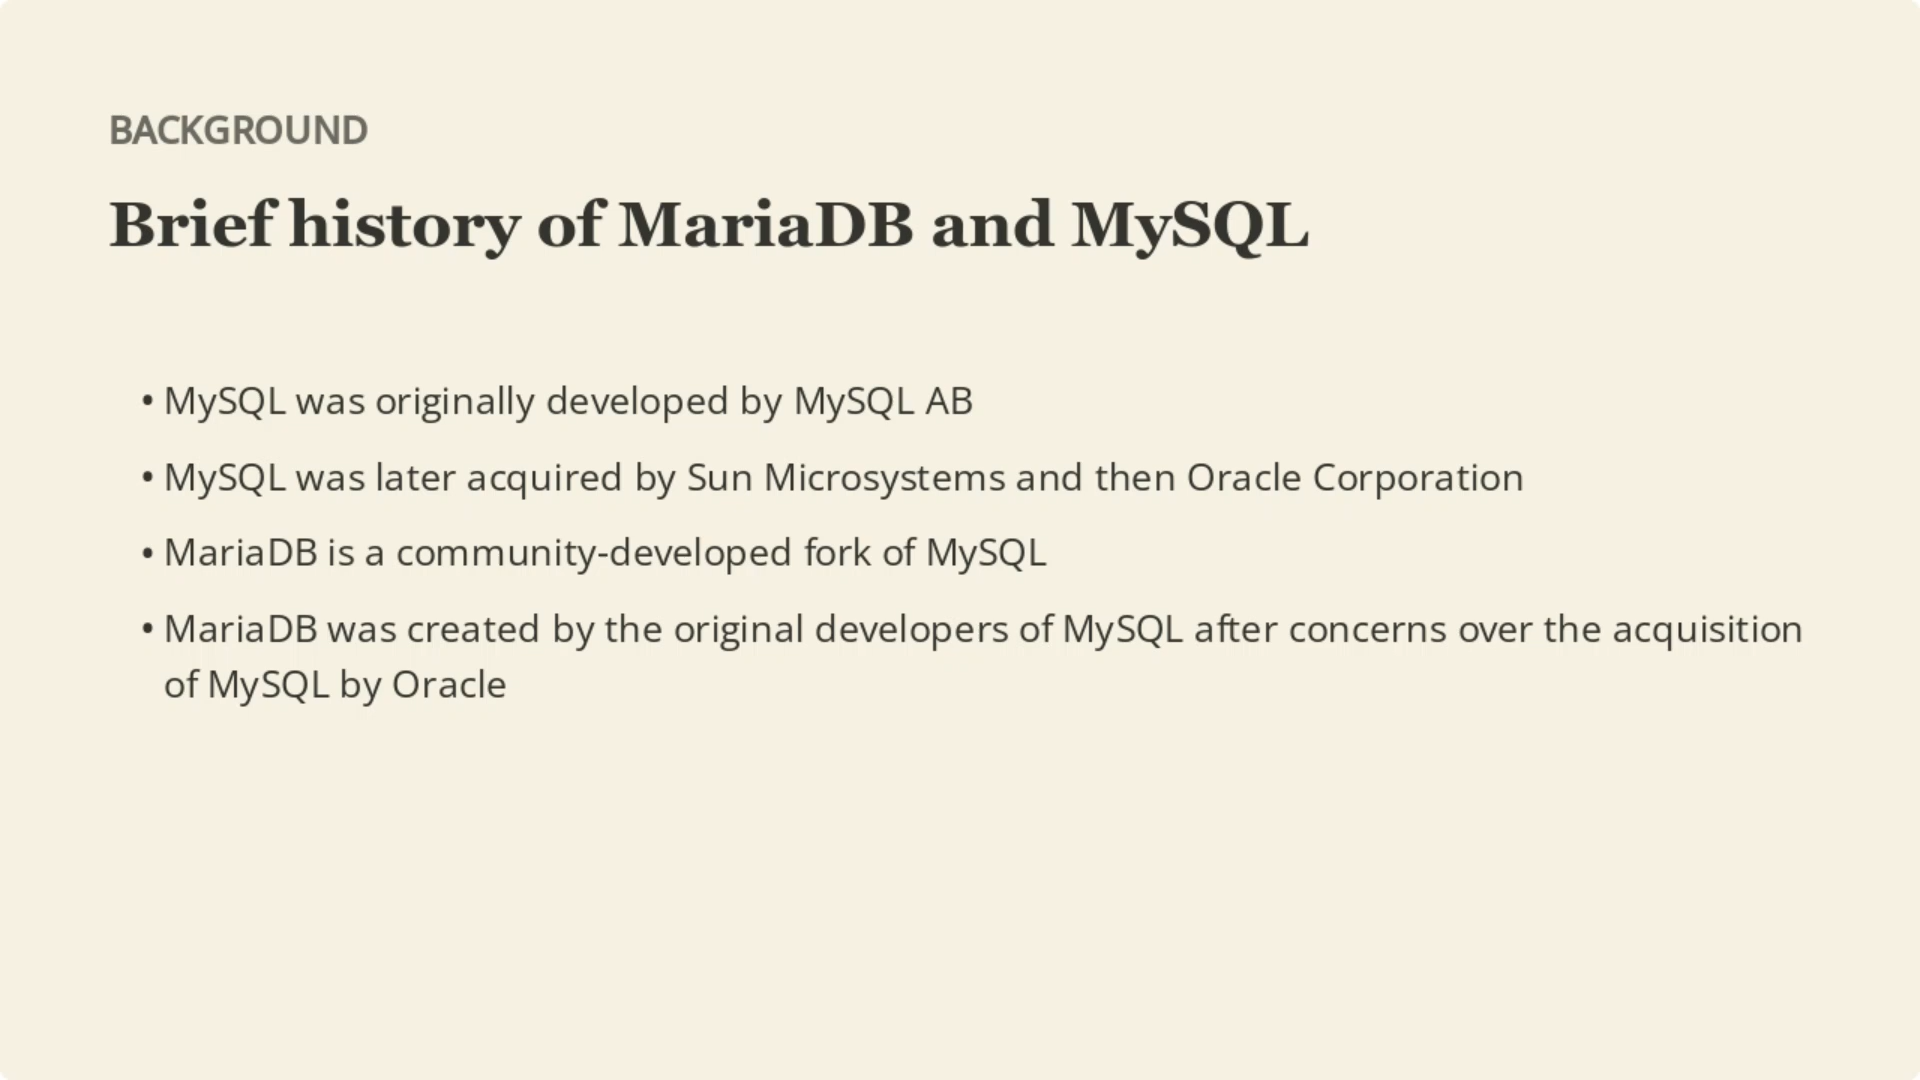 BACKGROUND
Brief history of MariaDB and MySQL
• MySQL was originally developed by MySQL AB
• MySQL was later acquired by Sun Microsystems and then Oracle Corporation
• MariaDB is a community-developed fork of MySQL
• MariaDB was created by the original developers of MySQL after concerns over the acquisition
of MySQL by Oracle